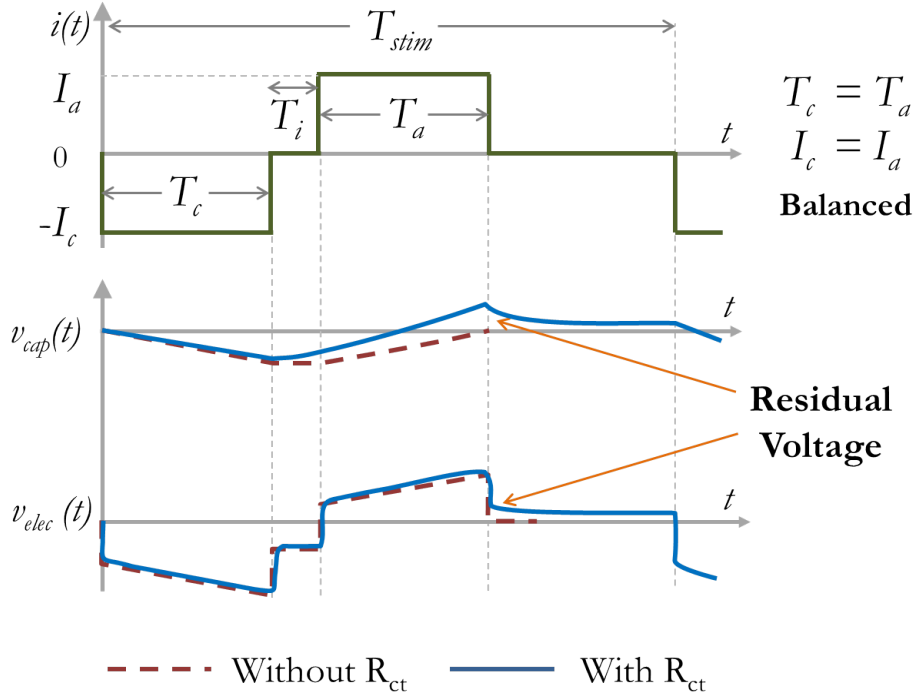 i(t)
T_stim
I_a
T_i
T_a
t
0
T_c
-I_c
T_c = T_a
I_c = I_a
Balanced
t
v_cap(t)
Residual
Voltage
t
v_elec (t)
Without R_ct
With R_ct